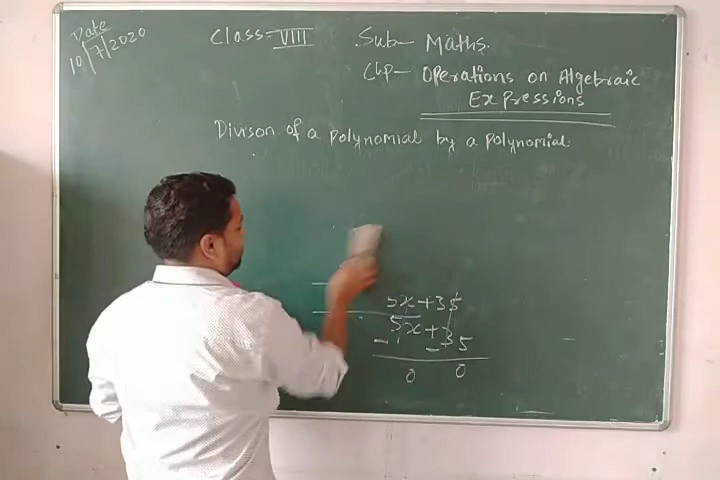 Date
10/7/2020
Class- VIII
Sub- Maths.
Chp- Operations on Algebraic
Expressions
Divison of a polynomial by a polynomial.
5x+35
5x+35
- -
0 0